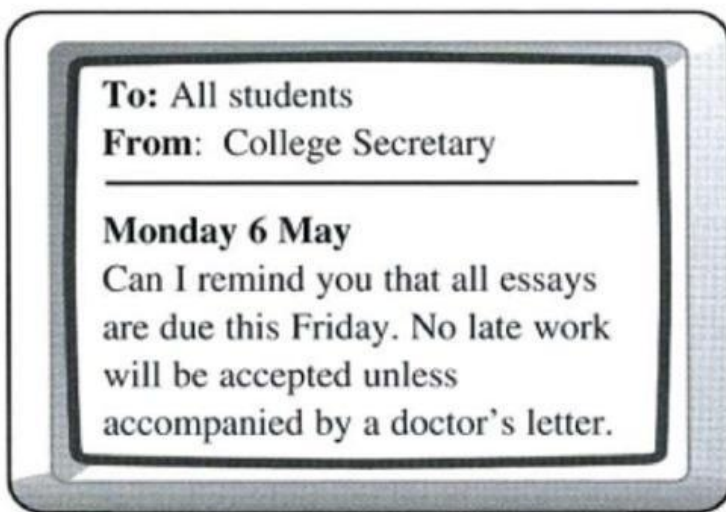 To: All students
From: College Secretary
Monday 6 May
Can I remind you that all essays
are due this Friday. No late work
will be accepted unless
accompanied by a doctor's letter.